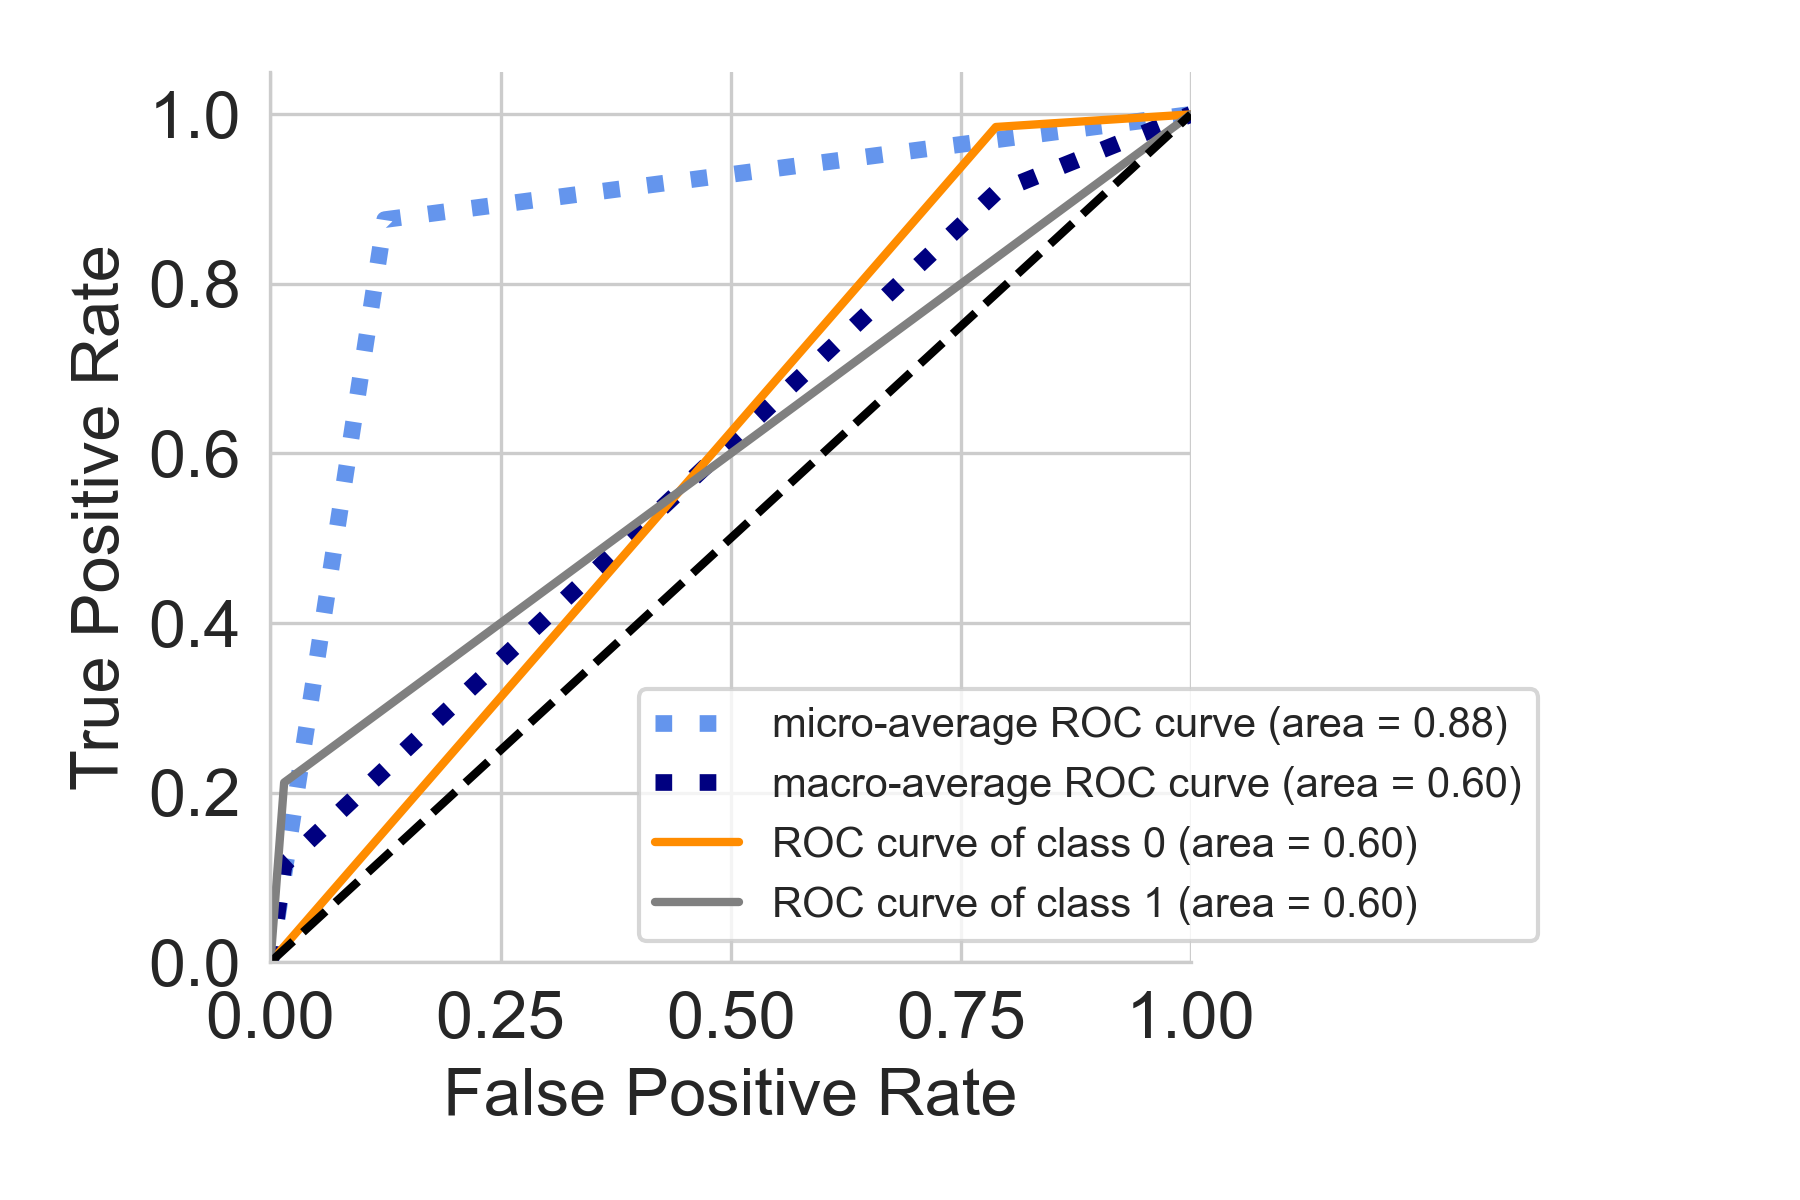 True Positive Rate
1.0
0.8
0.6
0.4
0.2
0.0
0.00 0.25 0.50 0.75 1.00
False Positive Rate
micro-average ROC curve (area = 0.88)
macro-average ROC curve (area = 0.60)
ROC curve of class 0 (area = 0.60)
ROC curve of class 1 (area = 0.60)